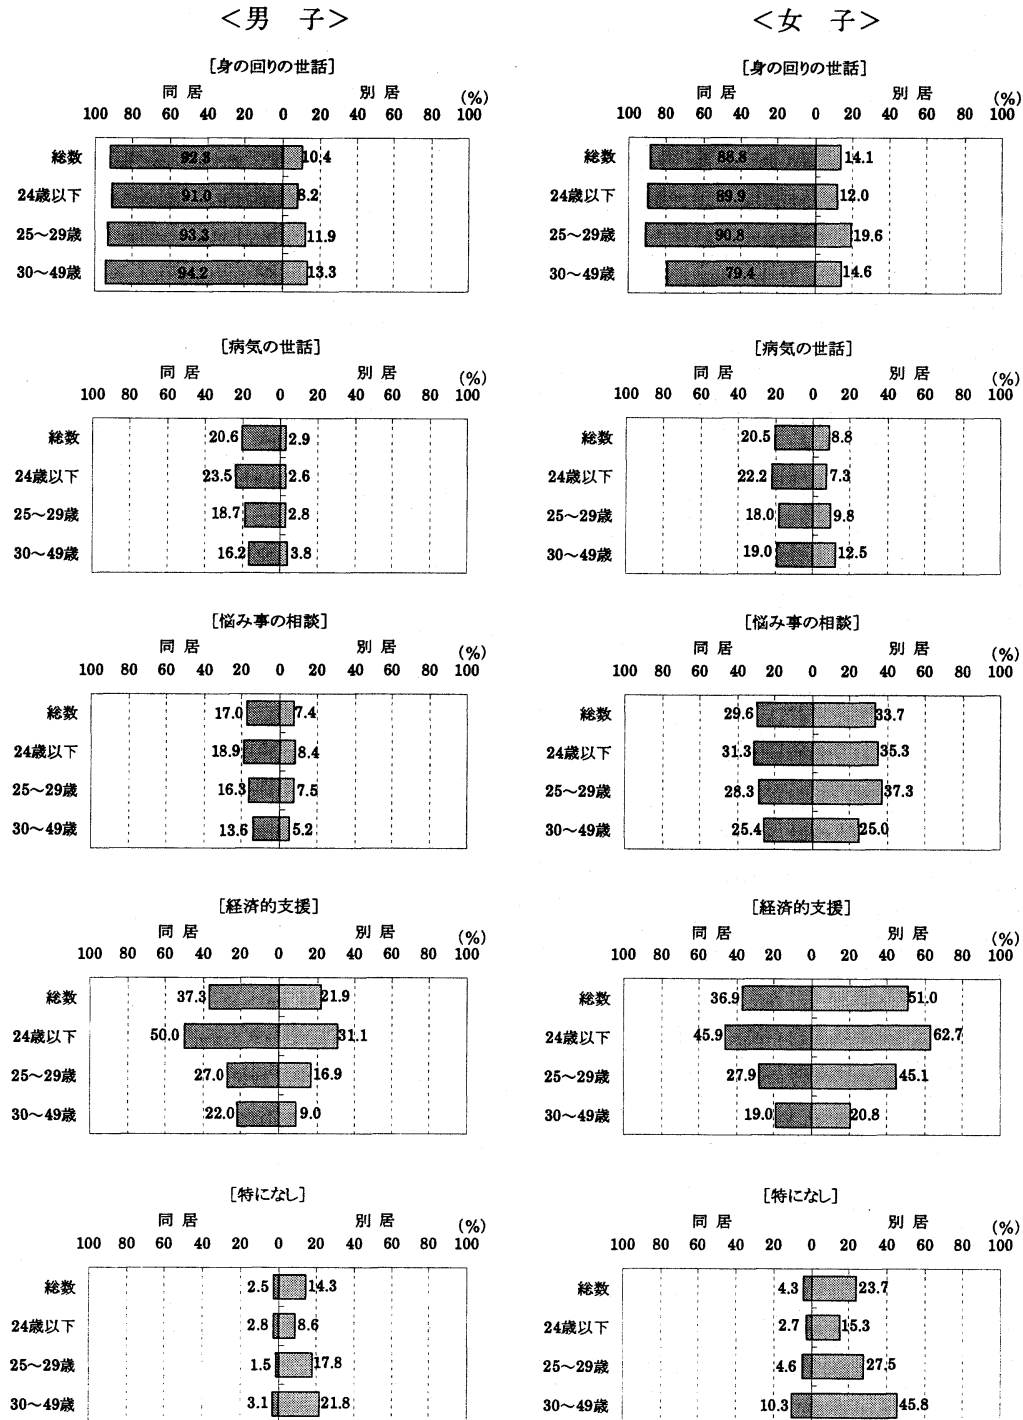 ＜男　子＞
[身の回りの世話]
同 居 別 居 (%)
100 80 60 40 20 0 20 40 60 80 100
総数 92.3 10.4
24歳以下 91.0 8.2
25～29歳 93.3 11.9
30～49歳 94.2 13.3
[病気の世話]
同 居 別 居 (%)
100 80 60 40 20 0 20 40 60 80 100
総数 20.6 2.9
24歳以下 23.5 2.6
25～29歳 18.7 2.8
30～49歳 16.2 3.8
[悩み事の相談]
同 居 別 居 (%)
100 80 60 40 20 0 20 40 60 80 100
総数 17.0 7.4
24歳以下 18.9 8.4
25～29歳 16.3 7.5
30～49歳 13.6 5.2
[経済的支援]
同 居 別 居 (%)
100 80 60 40 20 0 20 40 60 80 100
総数 37.3 21.9
24歳以下 50.0 31.1
25～29歳 27.0 16.9
30～49歳 22.0 9.0
[特になし]
同 居 別 居 (%)
100 80 60 40 20 0 20 40 60 80 100
総数 2.5 14.3
24歳以下 2.8 8.6
25～29歳 1.5 17.8
30～49歳 3.1 21.8
＜女　子＞
[身の回りの世話]
同 居 別 居 (%)
100 80 60 40 20 0 20 40 60 80 100
総数 88.8 14.1
24歳以下 89.9 12.0
25～29歳 90.8 19.6
30～49歳 79.4 14.6
[病気の世話]
同 居 別 居 (%)
100 80 60 40 20 0 20 40 60 80 100
総数 20.5 8.8
24歳以下 22.2 7.3
25～29歳 18.0 9.8
30～49歳 19.0 12.5
[悩み事の相談]
同 居 別 居 (%)
100 80 60 40 20 0 20 40 60 80 100
総数 29.6 33.7
24歳以下 31.3 35.3
25～29歳 28.3 37.3
30～49歳 25.4 25.0
[経済的支援]
同 居 別 居 (%)
100 80 60 40 20 0 20 40 60 80 100
総数 36.9 51.0
24歳以下 45.9 62.7
25～29歳 27.9 45.1
30～49歳 19.0 20.8
[特になし]
同 居 別 居 (%)
100 80 60 40 20 0 20 40 60 80 100
総数 4.3 23.7
24歳以下 2.7 15.3
25～29歳 4.6 27.5
30～49歳 10.3 45.8